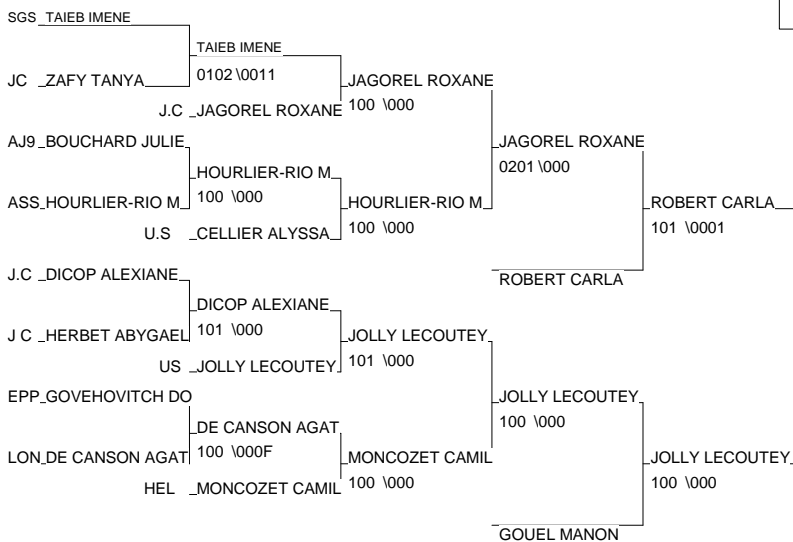 SGS TAIEB IMENE
TAIEB IMENE
JC ZAFY TANYA 0102 \0011 JAGOREL ROXANE
J.C JAGOREL ROXANE 100 \000
AJ9 BOUCHARD JULIE JAGOREL ROXANE
HOURLIER-RIO M 0201 \000
ASS HOURLIER-RIO M 100 \000 HOURLIER-RIO M ROBERT CARLA
U.S CELLIER ALYSSA 100 \000 101 \0001
J.C DICOP ALEXIANE ROBERT CARLA
DICOP ALEXIANE
J C HERBET ABYGAEL 101 \000 JOLLY LECOUTEY
US JOLLY LECOUTEY 101 \000
EPP GOVEHOVITCH DO JOLLY LECOUTEY
DE CANSON AGAT 100 \000
LON DE CANSON AGAT 100 \000F MONCOZET CAMIL JOLLY LECOUTEY
HEL MONCOZET CAMIL 100 \000 100 \000
GOUEL MANON